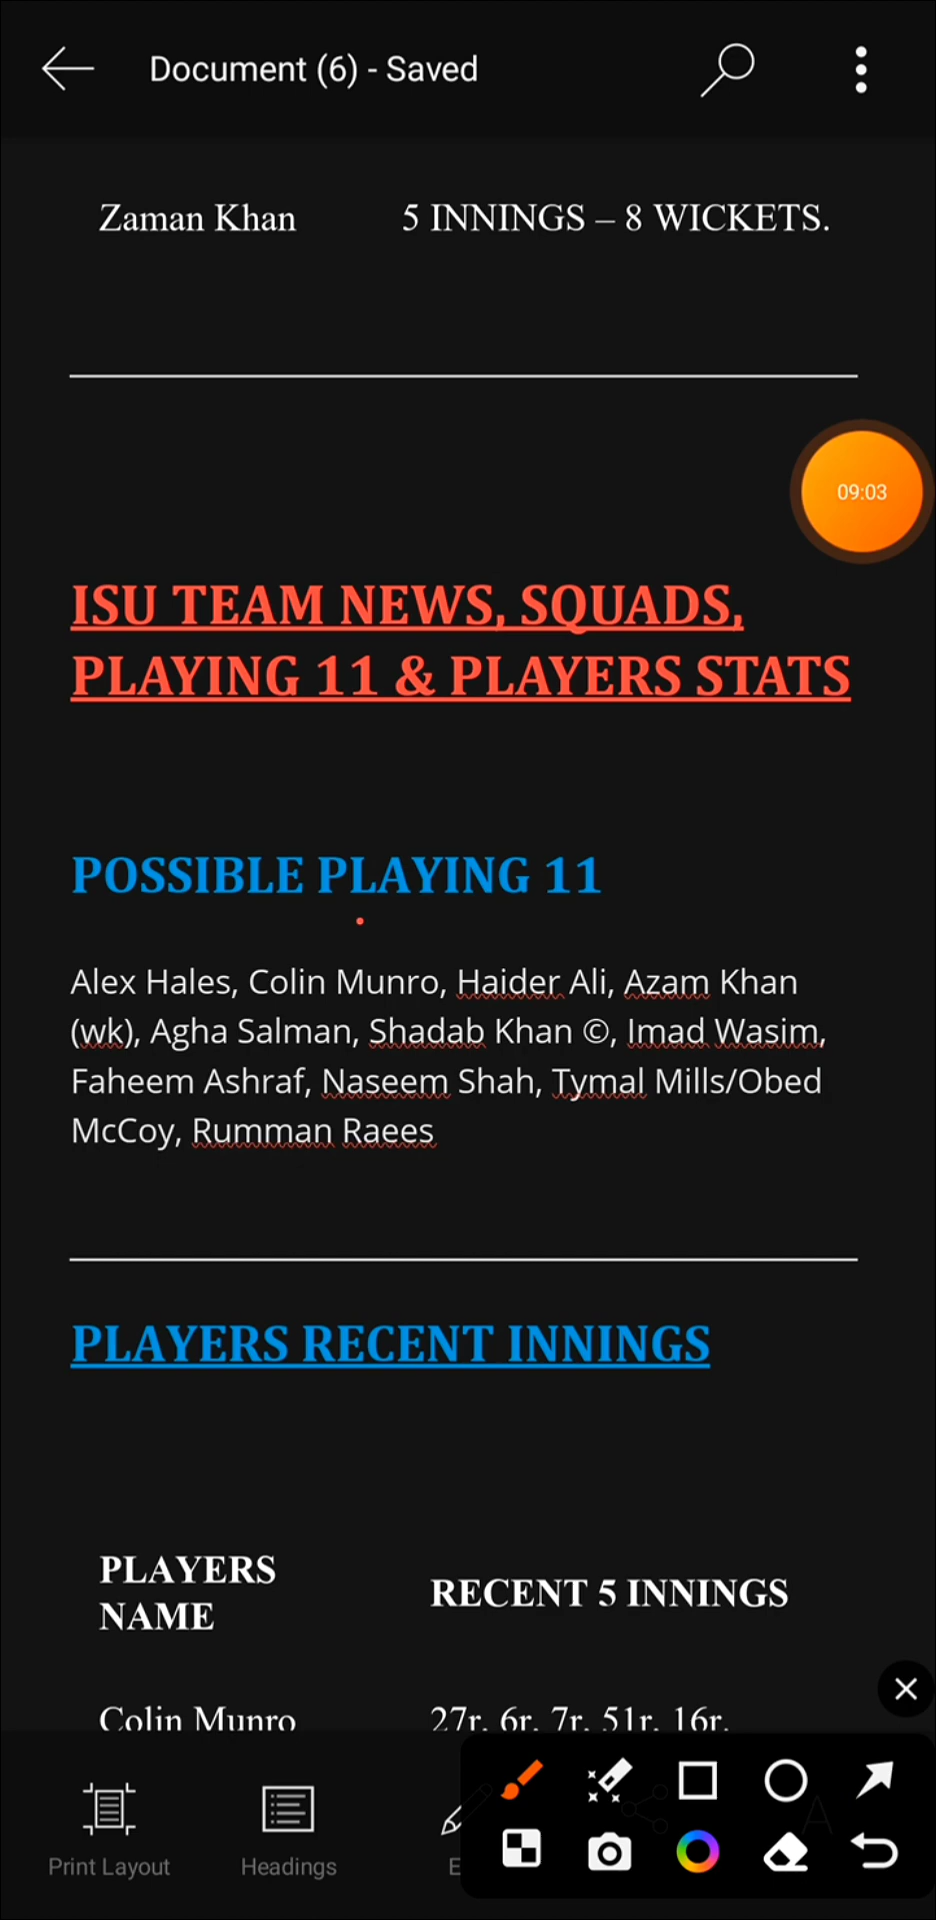 Document (6) - Saved
Zaman Khan 5 INNINGS – 8 WICKETS.
09:03
ISU TEAM NEWS, SQUADS,
PLAYING 11 & PLAYERS STATS
POSSIBLE PLAYING 11
Alex Hales, Colin Munro, Haider Ali, Azam Khan
(wk), Agha Salman, Shadab Khan ©, Imad Wasim,
Faheem Ashraf, Naseem Shah, Tymal Mills/Obed
McCoy, Rumman Raees
PLAYERS RECENT INNINGS
PLAYERS
NAME
RECENT 5 INNINGS
Colin Munro 27r, 6r, 7r, 51r, 16r,
Print Layout
Headings